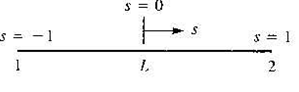 s = 0
s = -1
s
s = 1
1
L
2